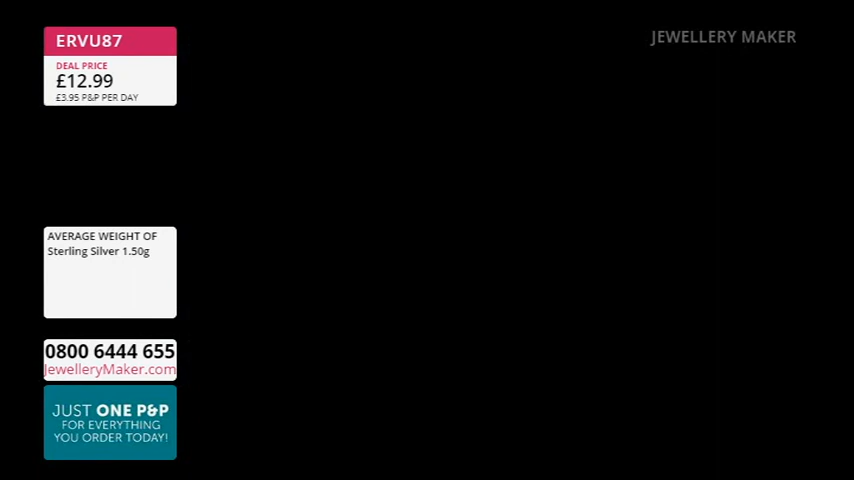 ERVU87
DEAL PRICE
£12.99
£3.95 P&P PER DAY
JEWELLERY MAKER
AVERAGE WEIGHT OF
Sterling Silver 1.50g
0800 6444 655
JewelleryMaker.com
JUST ONE P&P
FOR EVERYTHING
YOU ORDER TODAY!